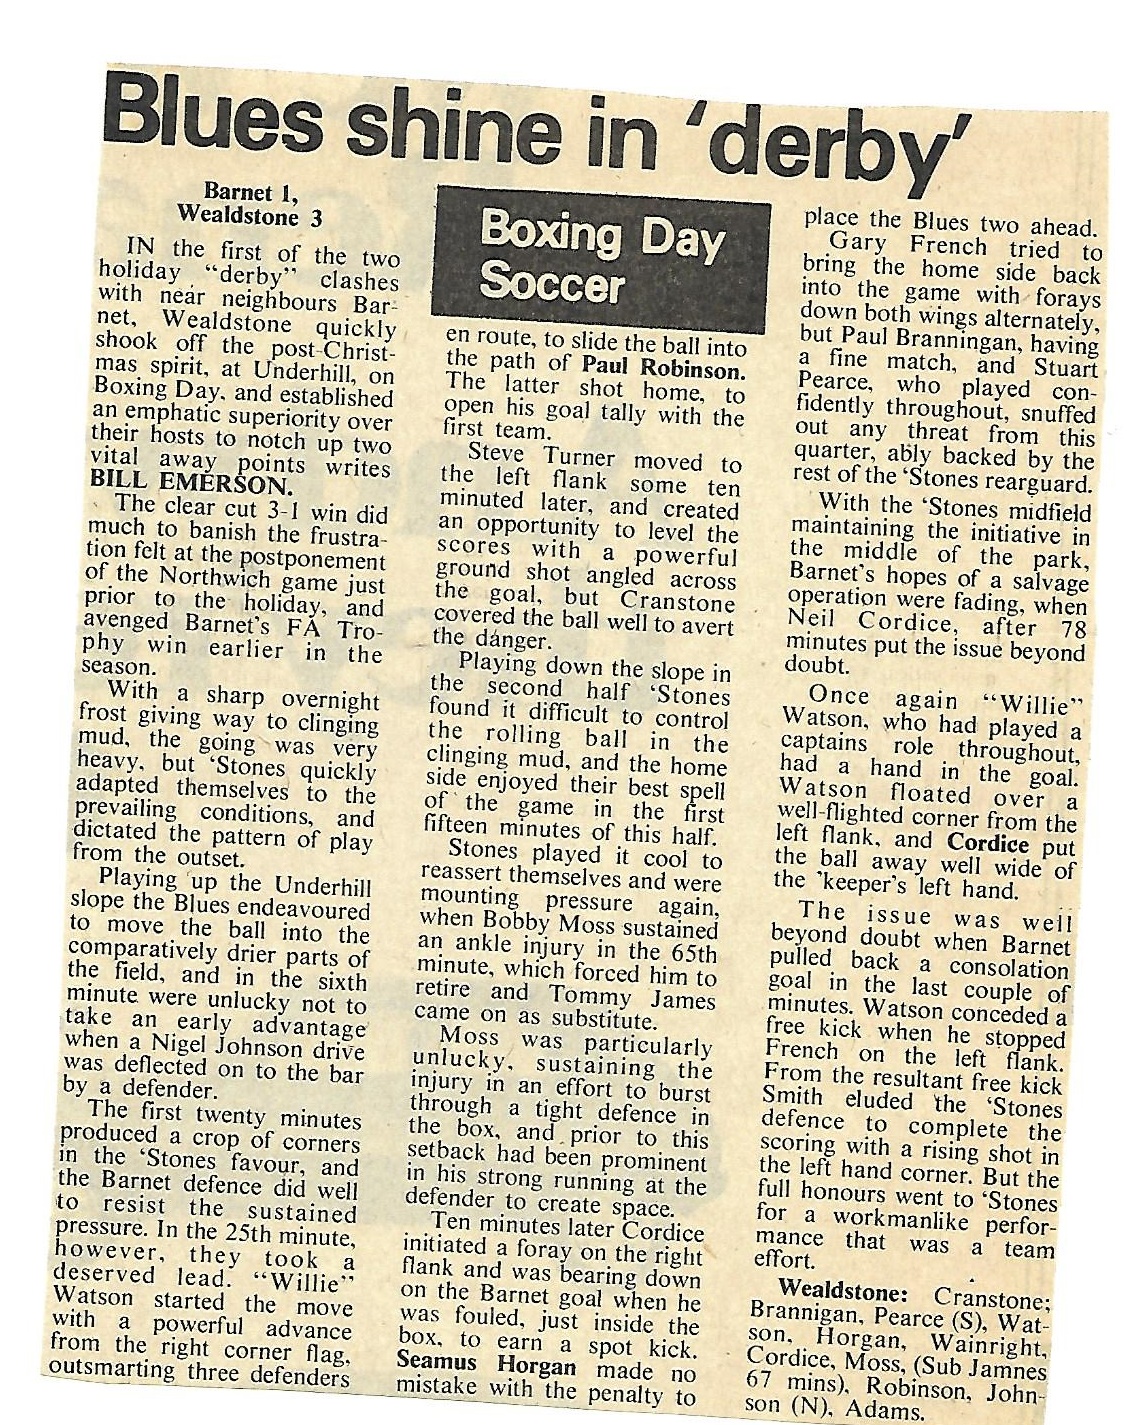 Blues shine in 'derby'
Barnet 1,
Wealdstone 3
IN the first of the two
holiday "derby" clashes
with near neighbours Bar-
net, Wealdstone quickly
shook off the post-Christ-
mas spirit, at Underhill, on
Boxing Day, and established
an emphatic superiority over
their hosts to notch up two
vital away points writes
BILL EMERSON.
The clear cut 3-1 win did
much to banish the frustra-
tion felt at the postponement
of the Northwich game just
prior to the holiday, and
avenged Barnet's FA Tro-
phy win earlier in the
season.
With a sharp overnight
frost giving way to clinging
mud, the going was very
heavy, but 'Stones quickly
adapted themselves to the
prevailing conditions, and
dictated the pattern of play
from the outset.
Playing up the Underhill
slope the Blues endeavoured
to move the ball into the
comparatively drier parts of
the field, and in the sixth
minute were unlucky not to
take an early advantage
when a Nigel Johnson drive
was deflected on to the bar
by a defender.
The first twenty minutes
produced a crop of corners
in the 'Stones favour, and
the Barnet defence did well
to resist the sustained
pressure. In the 25th minute,
however, they took a
deserved lead. "Willie"
Watson started the move
with a powerful advance
from the right corner flag,
outsmarting three defenders
Boxing Day
Soccer
en route, to slide the ball into
the path of Paul Robinson.
The latter shot home, to
open his goal tally with the
first team.
Steve Turner moved to
the left flank some ten
minuted later, and created
an opportunity to level the
scores with a powerful
ground shot angled across
the goal, but Cranstone
covered the ball well to avert
the danger.
Playing down the slope in
the second half 'Stones
found it difficult to control
the rolling ball in the
clinging mud, and the home
side enjoyed their best spell
of the game in the first
fifteen minutes of this half.
Stones played it cool to
reassert themselves and were
mounting pressure again,
when Bobby Moss sustained
an ankle injury in the 65th
minute, which forced him to
retire and Tommy James
came on as substitute.
Moss was particularly
unlucky, sustaining the
injury in an effort to burst
through a tight defence in
the box, and prior to this
setback had been prominent
in his strong running at the
defender to create space.
Ten minutes later Cordice
initiated a foray on the right
flank and was bearing down
on the Barnet goal when he
was fouled, just inside the
box, to earn a spot kick.
Seamus Horgan made no
mistake with the penalty to
place the Blues two ahead.
Gary French tried to
bring the home side back
into the game with forays
down both wings alternately,
but Paul Branningan, having
a fine match, and Stuart
Pearce, who played con-
fidently throughout, snuffed
out any threat from this
quarter, ably backed by the
rest of the 'Stones rearguard.
With the 'Stones midfield
maintaining the initiative in
the middle of the park,
Barnet's hopes of a salvage
operation were fading, when
Neil Cordice, after 78
minutes put the issue beyond
doubt.
Once again "Willie"
Watson, who had played a
captains role throughout,
had a hand in the goal.
Watson floated over a
well-flighted corner from the
left flank, and Cordice put
the ball away well wide of
the 'keeper's left hand.
The issue was well
beyond doubt when Barnet
pulled back a consolation
goal in the last couple of
minutes. Watson conceded a
free kick when he stopped
French on the left flank.
From the resultant free kick
Smith eluded the 'Stones
defence to complete the
scoring with a rising shot in
the left hand corner. But the
full honours went to 'Stones
for a workmanlike perfor-
mance that was a team
effort.
Wealdstone: Cranstone;
Brannigan, Pearce (S), Wat-
son, Horgan, Wainright,
Cordice, Moss, (Sub Jamnes
67 mins), Robinson, John-
son (N), Adams.